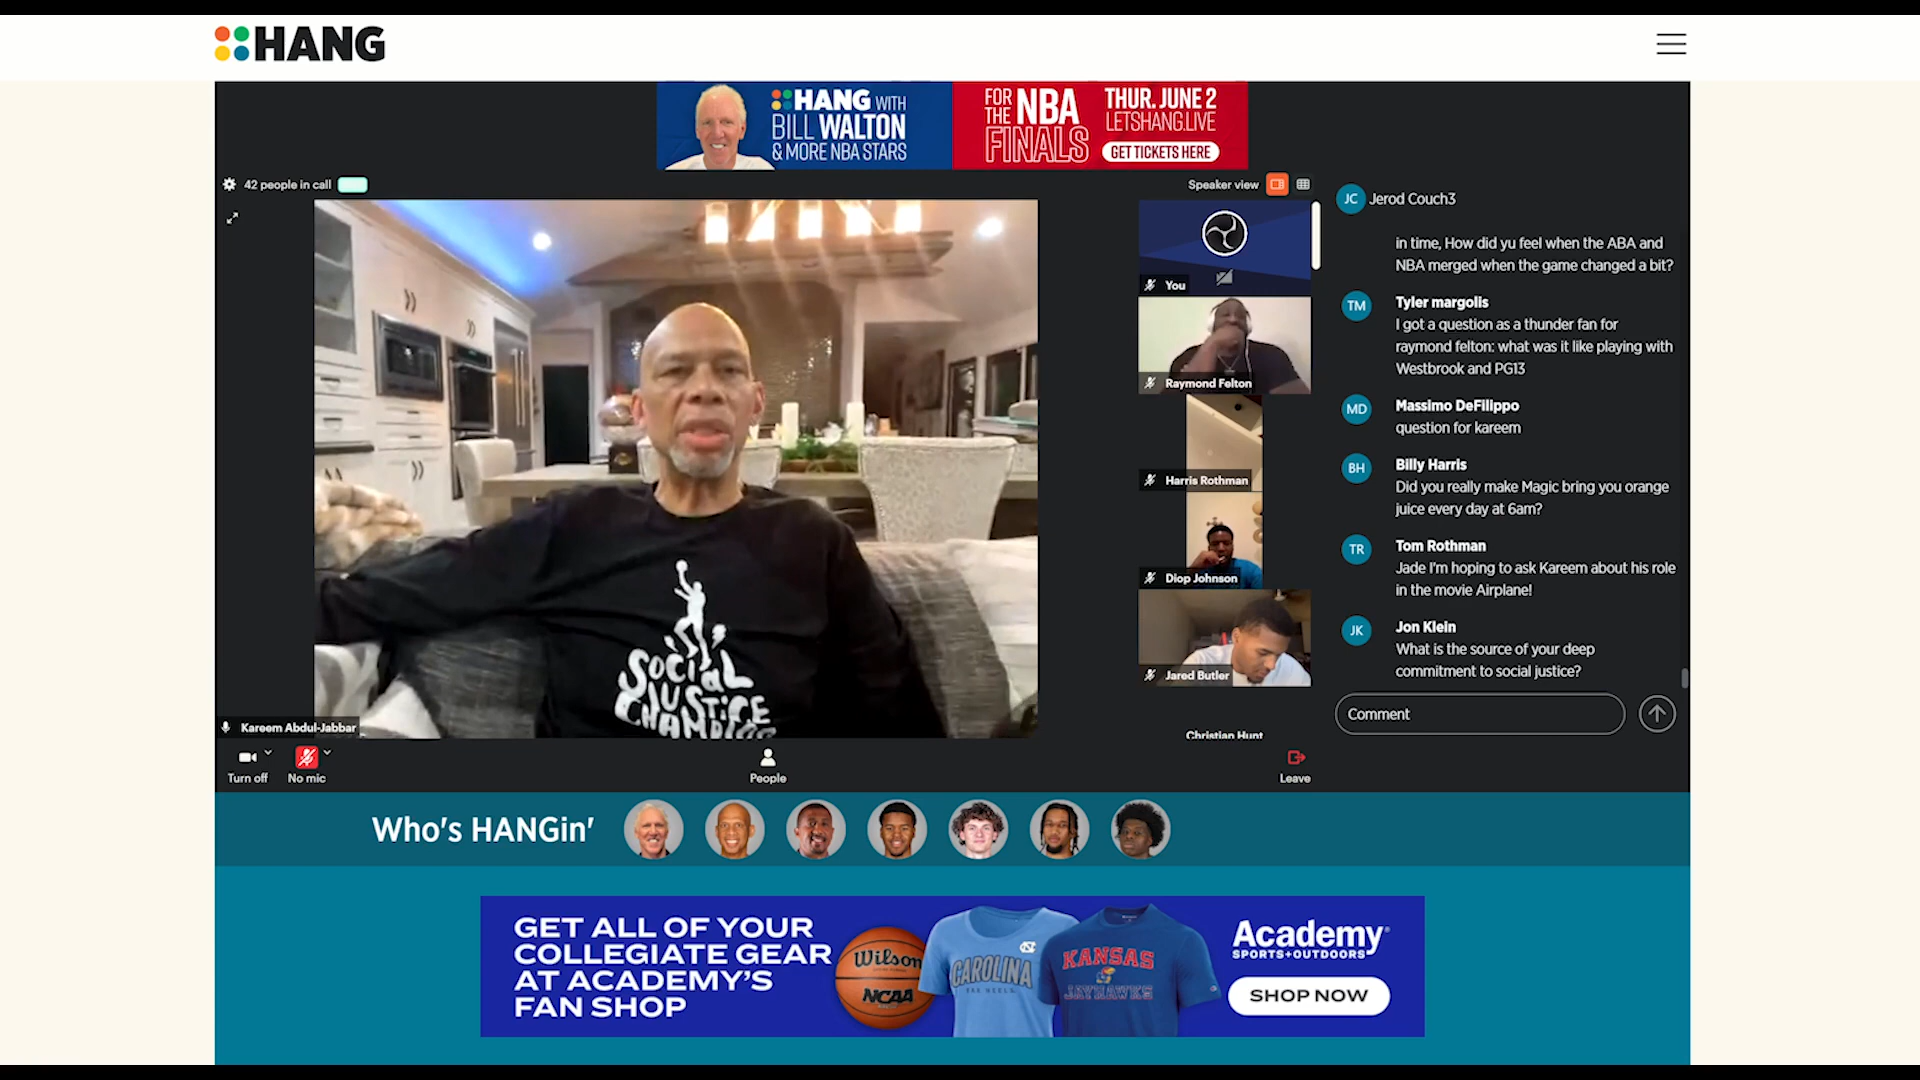 HANG
HANG WITH
BILL WALTON
& MORE NBA STARS
FOR THE NBA FINALS
THUR. JUNE 2
LETSHANG.LIVE
GET TICKETS HERE
42 people in call
Speaker view
You
Raymond Felton
Harris Rothman
Diop Johnson
Jared Butler
Christian Hunt
SOCIAL
JUSTICE
CHAMPION
Kareem Abdul-Jabbar
Turn off
No mic
People
Leave
JC Jerod Couch3
in time, How did yu feel when the ABA and
NBA merged when the game changed a bit?
TM Tyler margolis
I got a question as a thunder fan for
raymond felton: what was it like playing with
Westbrook and PG13
MD Massimo DeFilippo
question for kareem
BH Billy Harris
Did you really make Magic bring you orange
juice every day at 6am?
TR Tom Rothman
Jade I'm hoping to ask Kareem about his role
in the movie Airplane!
JK Jon Klein
What is the source of your deep
commitment to social justice?
Comment
Who's HANGin'
GET ALL OF YOUR
COLLEGIATE GEAR
AT ACADEMY'S
FAN SHOP
Wilson
NCAA
NC
CAROLINA
TAR HEELS
KANSAS
JAYHAWKS
Academy
SPORTS+OUTDOORS
SHOP NOW